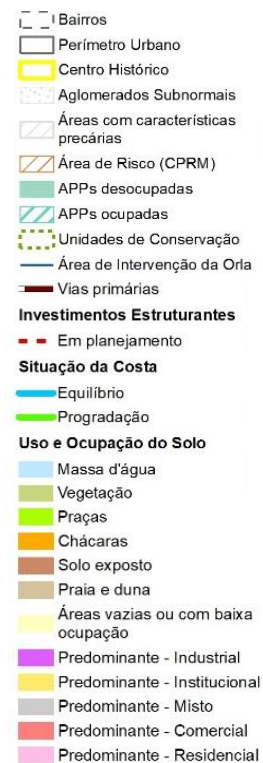 Bairros
Perímetro Urbano
Centro Histórico
Aglomerados Subnormais
Áreas com características
precárias
Área de Risco (CPRM)
APPs desocupadas
APPs ocupadas
Unidades de Conservação
Área de Intervenção da Orla
Vias primárias
Investimentos Estruturantes
Em planejamento
Situação da Costa
Equilíbrio
Progradação
Uso e Ocupação do Solo
Massa d'água
Vegetação
Praças
Chácaras
Solo exposto
Praia e duna
Áreas vazias ou com baixa
ocupação
Predominante - Industrial
Predominante - Institucional
Predominante - Misto
Predominante - Comercial
Predominante - Residencial